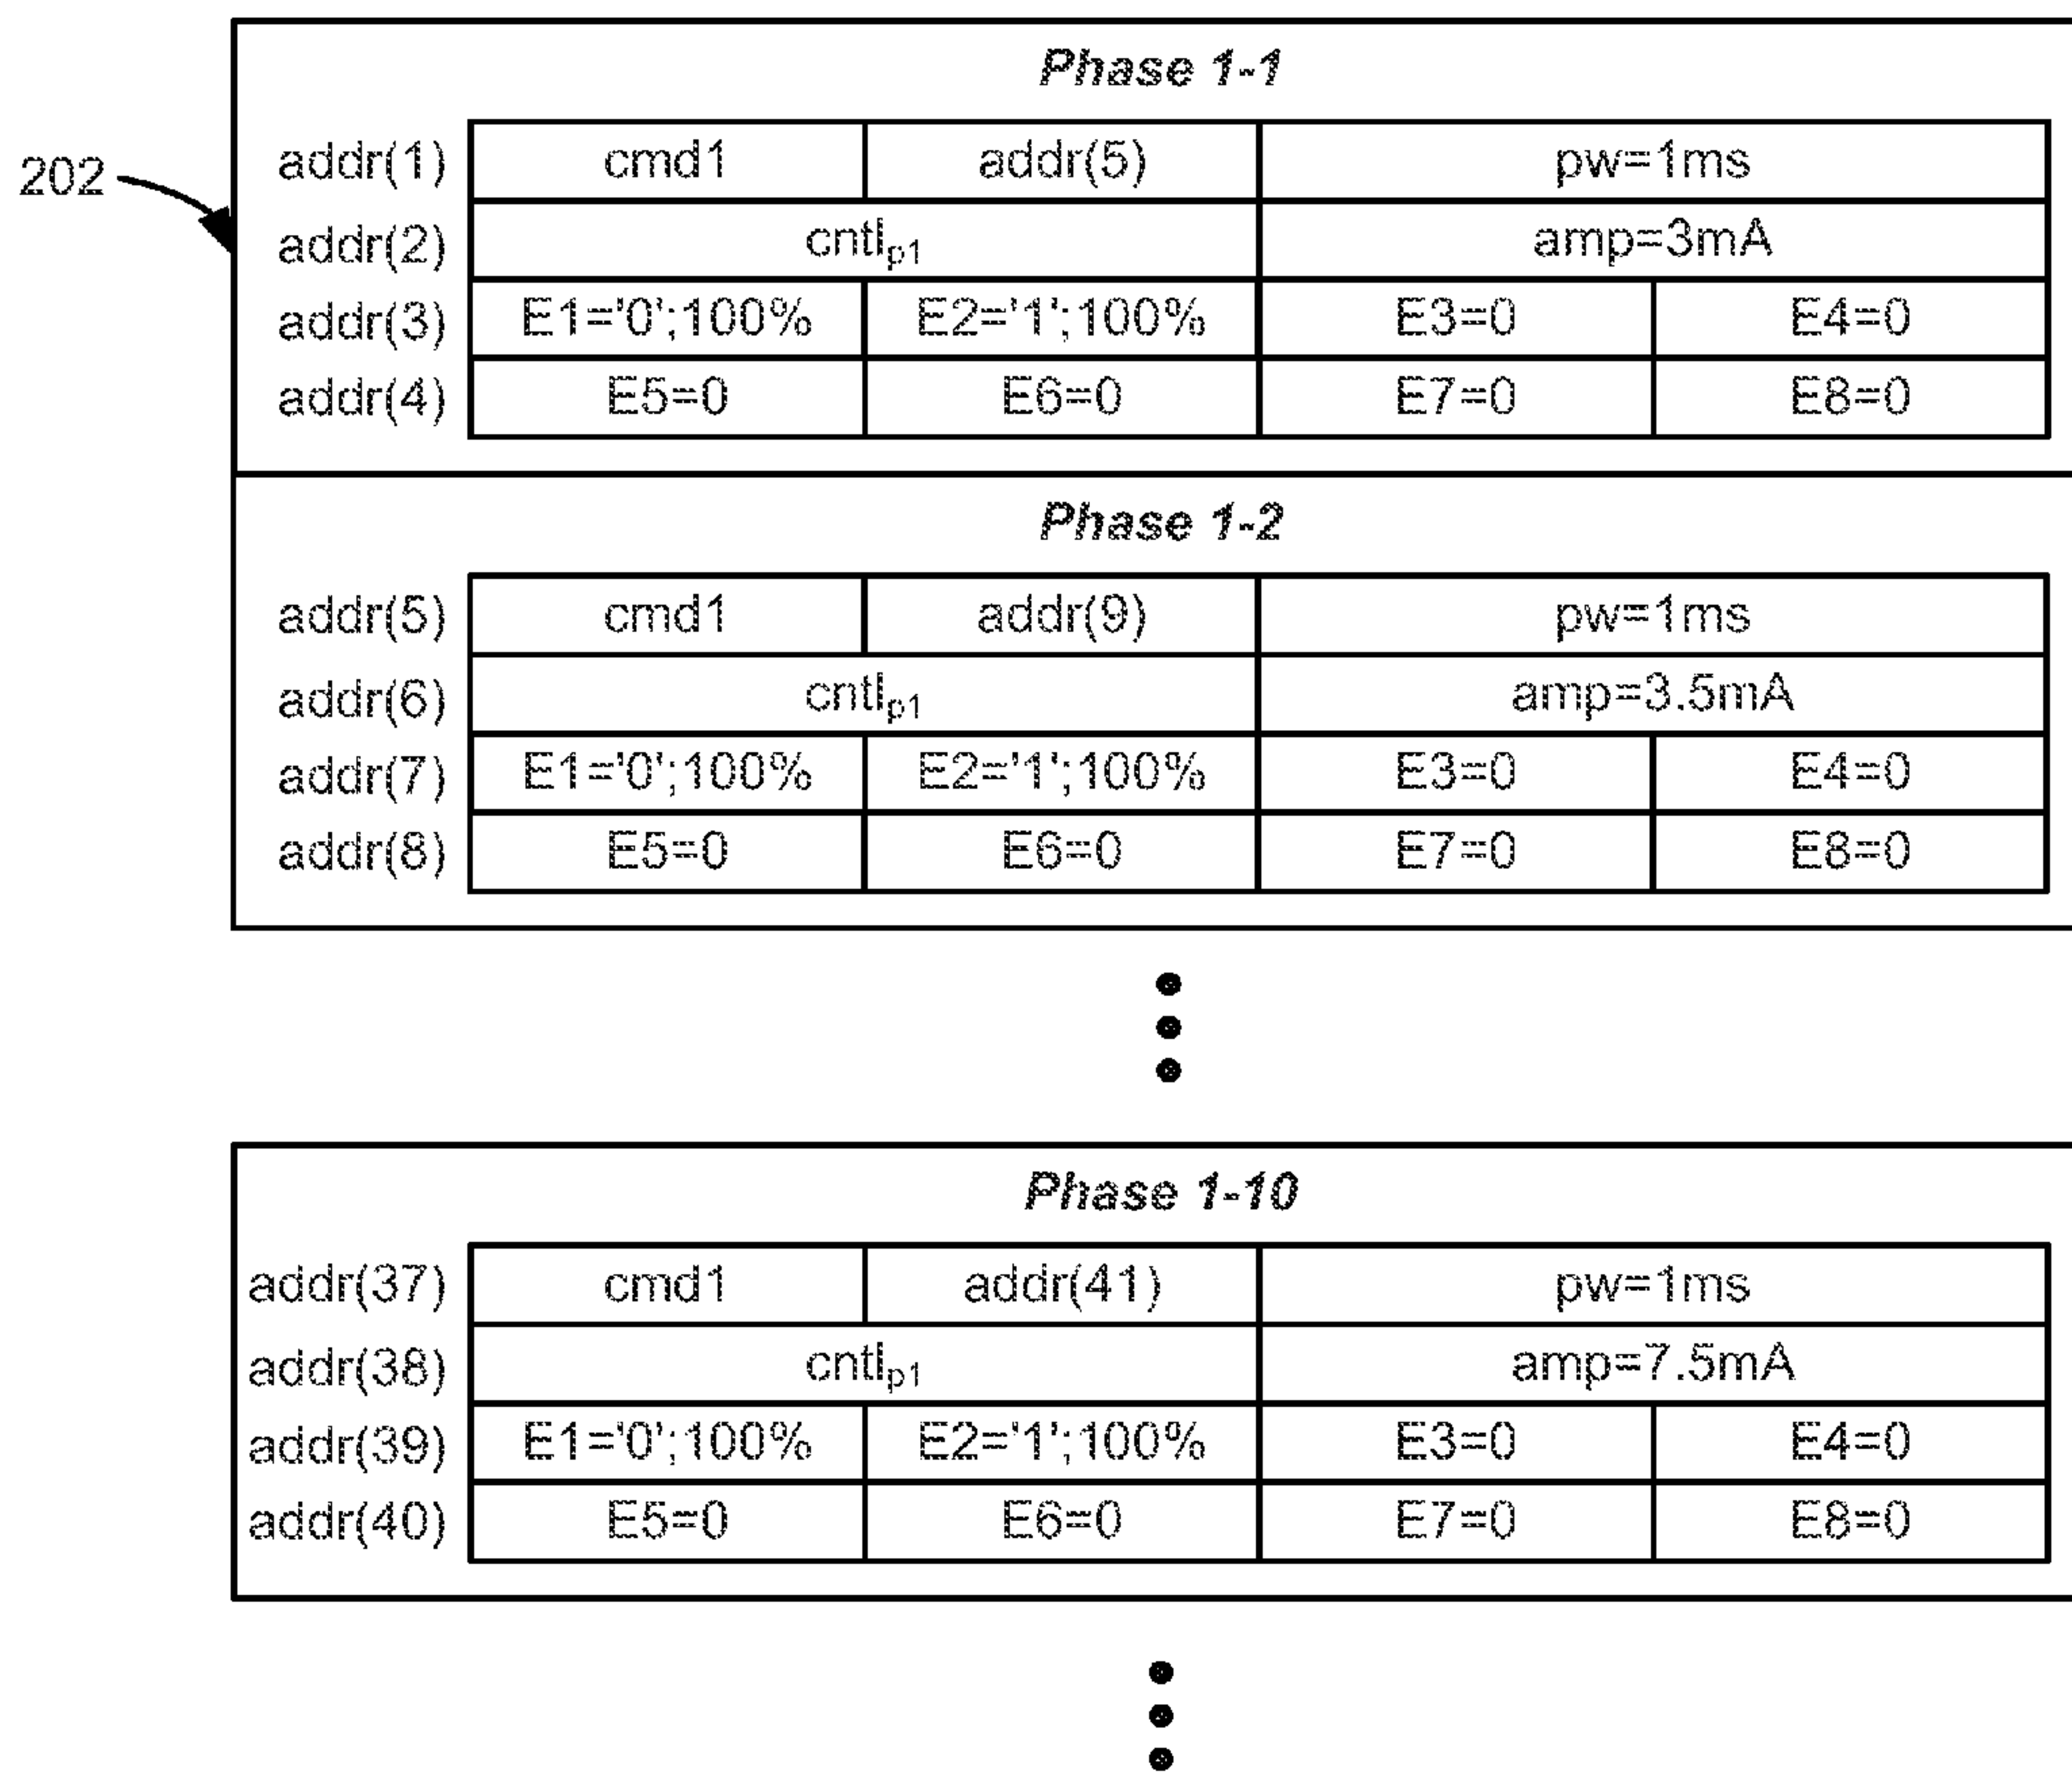 Phase 1-1
202
addr(1) cmd1 addr(5) pw=1ms
addr(2) cntlp1 amp=3mA
addr(3) E1='0';100% E2='1';100% E3=0 E4=0
addr(4) E5=0 E6=0 E7=0 E8=0
Phase 1-2
addr(5) cmd1 addr(9) pw=1ms
addr(6) cntlp1 amp=3.5mA
addr(7) E1='0';100% E2='1';100% E3=0 E4=0
addr(8) E5=0 E6=0 E7=0 E8=0
Phase 1-10
addr(37) cmd1 addr(41) pw=1ms
addr(38) cntlp1 amp=7.5mA
addr(39) E1='0';100% E2='1';100% E3=0 E4=0
addr(40) E5=0 E6=0 E7=0 E8=0